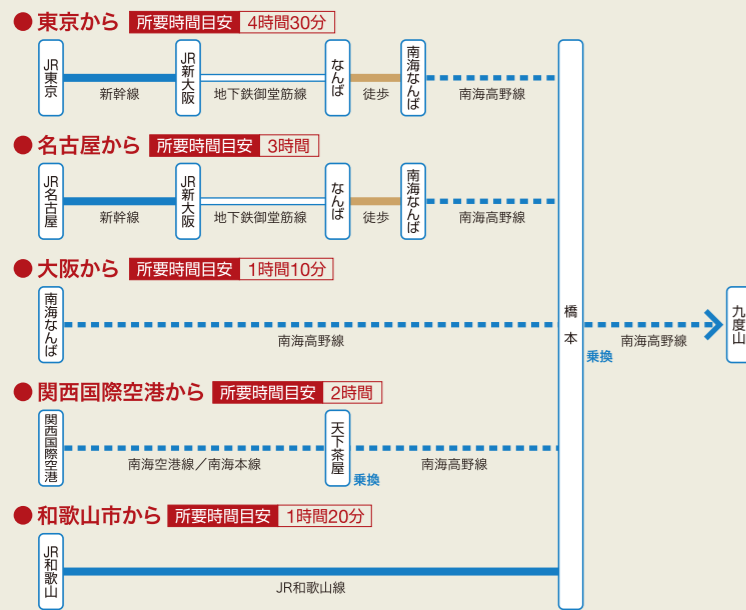 ● 東京から 所要時間目安 4時間30分
JR東京
新幹線
JR新大阪
地下鉄御堂筋線
なんば
徒歩
南海なんば
南海高野線
● 名古屋から 所要時間目安 3時間
JR名古屋
新幹線
JR新大阪
地下鉄御堂筋線
なんば
徒歩
南海なんば
南海高野線
● 大阪から 所要時間目安 1時間10分
南海なんば
南海高野線
● 関西国際空港から 所要時間目安 2時間
関西国際空港
南海空港線／南海本線
天下茶屋
乗換
南海高野線
● 和歌山市から 所要時間目安 1時間20分
JR和歌山
JR和歌山線
橋本
乗換
南海高野線
九度山